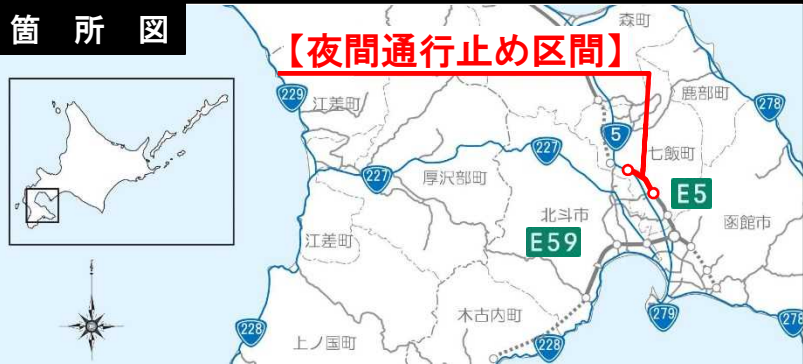 箇所図
森町
【夜間通行止め区間】
229
江差町
鹿部町
278
5
227
七飯町
227
厚沢部町
E5
北斗市
函館市
江差町
E59
木古内町
279
278
228
上ノ国町
228